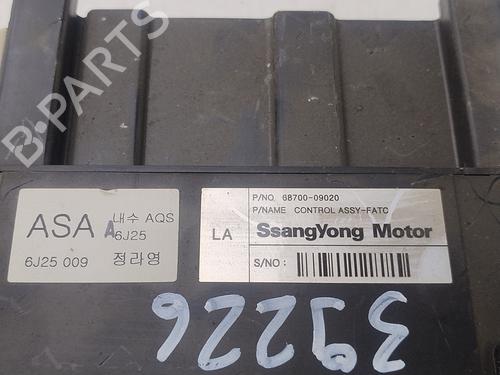 B-PARTS
ASA A 내수 AQS
6J25
6J25 009 정라영
P/NO 68700-09020
P/NAME CONTROL ASSY-FATC
LA SsangYong Motor
S/NO :
39226